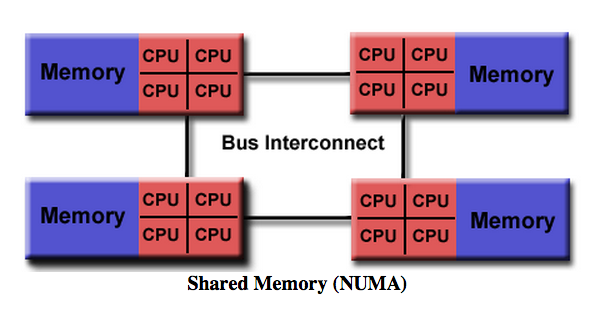 Memory CPU CPU CPU CPU Memory
CPU CPU CPU CPU
Bus Interconnect
Memory CPU CPU CPU CPU Memory
CPU CPU CPU CPU
Shared Memory (NUMA)